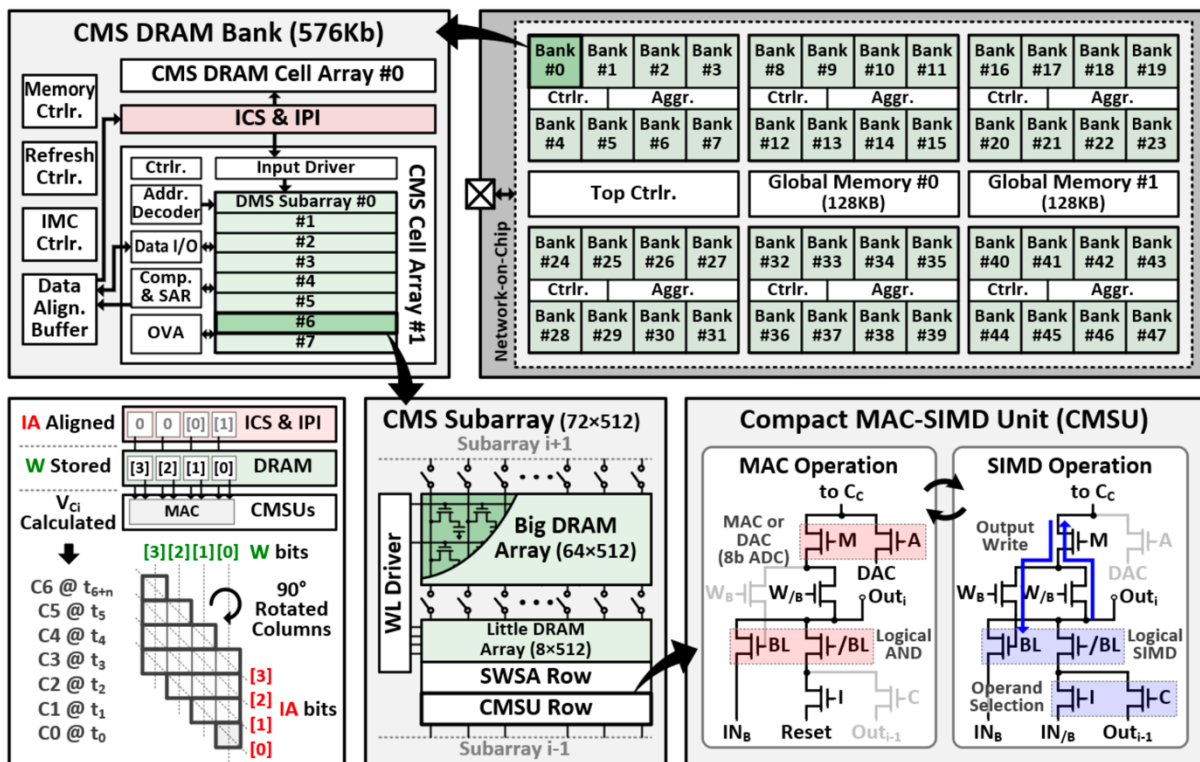 CMS DRAM Bank (576Kb)
CMS DRAM Cell Array #0
Memory
Ctrlr.
ICS & IPI
Refresh
Ctrlr.
IMC
Ctrlr.
Data
Align.
Buffer
Ctrlr.
Input Driver
Addr.
Decoder
DMS Subarray #0
#1
Data I/O
#2
#3
Comp.
& SAR
#4
#5
OVA
#6
#7
CMS Cell Array #1
Network-on-Chip
Bank Bank Bank Bank
#0 #1 #2 #3
Ctrlr. Aggr.
Bank Bank Bank Bank
#4 #5 #6 #7
Bank Bank Bank Bank
#8 #9 #10 #11
Ctrlr. Aggr.
Bank Bank Bank Bank
#12 #13 #14 #15
Bank Bank Bank Bank
#16 #17 #18 #19
Ctrlr. Aggr.
Bank Bank Bank Bank
#20 #21 #22 #23
Top Ctrlr.
Global Memory #0
(128KB)
Global Memory #1
(128KB)
Bank Bank Bank Bank
#24 #25 #26 #27
Ctrlr. Aggr.
Bank Bank Bank Bank
#28 #29 #30 #31
Bank Bank Bank Bank
#32 #33 #34 #35
Ctrlr. Aggr.
Bank Bank Bank Bank
#36 #37 #38 #39
Bank Bank Bank Bank
#40 #41 #42 #43
Ctrlr. Aggr.
Bank Bank Bank Bank
#44 #45 #46 #47
IA Aligned
0 0 [0] [1]
ICS & IPI
W Stored
[3] [2] [1] [0]
DRAM
VCi
Calculated
MAC
CMSUs
[3] [2] [1] [0] W bits
C6 @ t6+n
C5 @ t5
C4 @ t4
C3 @ t3
C2 @ t2
C1 @ t1
C0 @ t0
90°
Rotated
Columns
[3]
[2]
[1]
[0]
IA bits
CMS Subarray (72×512)
Subarray i+1
WL Driver
Big DRAM
Array (64×512)
Little DRAM
Array (8×512)
SWSA Row
CMSU Row
Subarray i-1
Compact MAC-SIMD Unit (CMSU)
MAC Operation
to CC
MAC or
DAC
(8b ADC)
M
A
DAC
WB
W/B
Outi
BL
/BL
Logical
AND
I
C
INB
Reset
Outi-1
SIMD Operation
to CC
Output
Write
M
A
DAC
WB
W/B
Outi
BL
/BL
Logical
SIMD
Operand
Selection
I
C
INB
IN/B
Outi-1